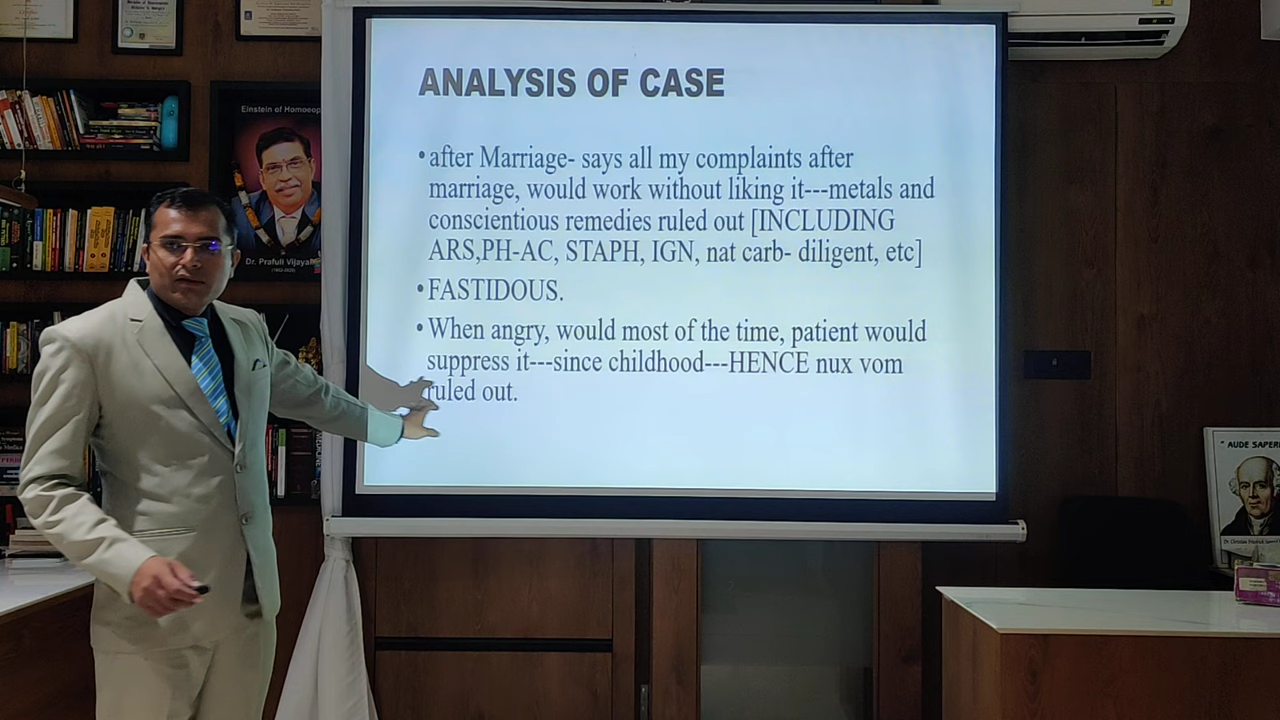 ANALYSIS OF CASE
•after Marriage- says all my complaints after
marriage, would work without liking it---metals and
conscientious remedies ruled out [INCLUDING
ARS,PH-AC, STAPH, IGN, nat carb- diligent, etc]
•FASTIDOUS.
•When angry, would most of the time, patient would
suppress it---since childhood---HENCE nux vom
ruled out.
Einstein of Homoeop
Dr. Prafull Vijayak
" AUDE SAPERE